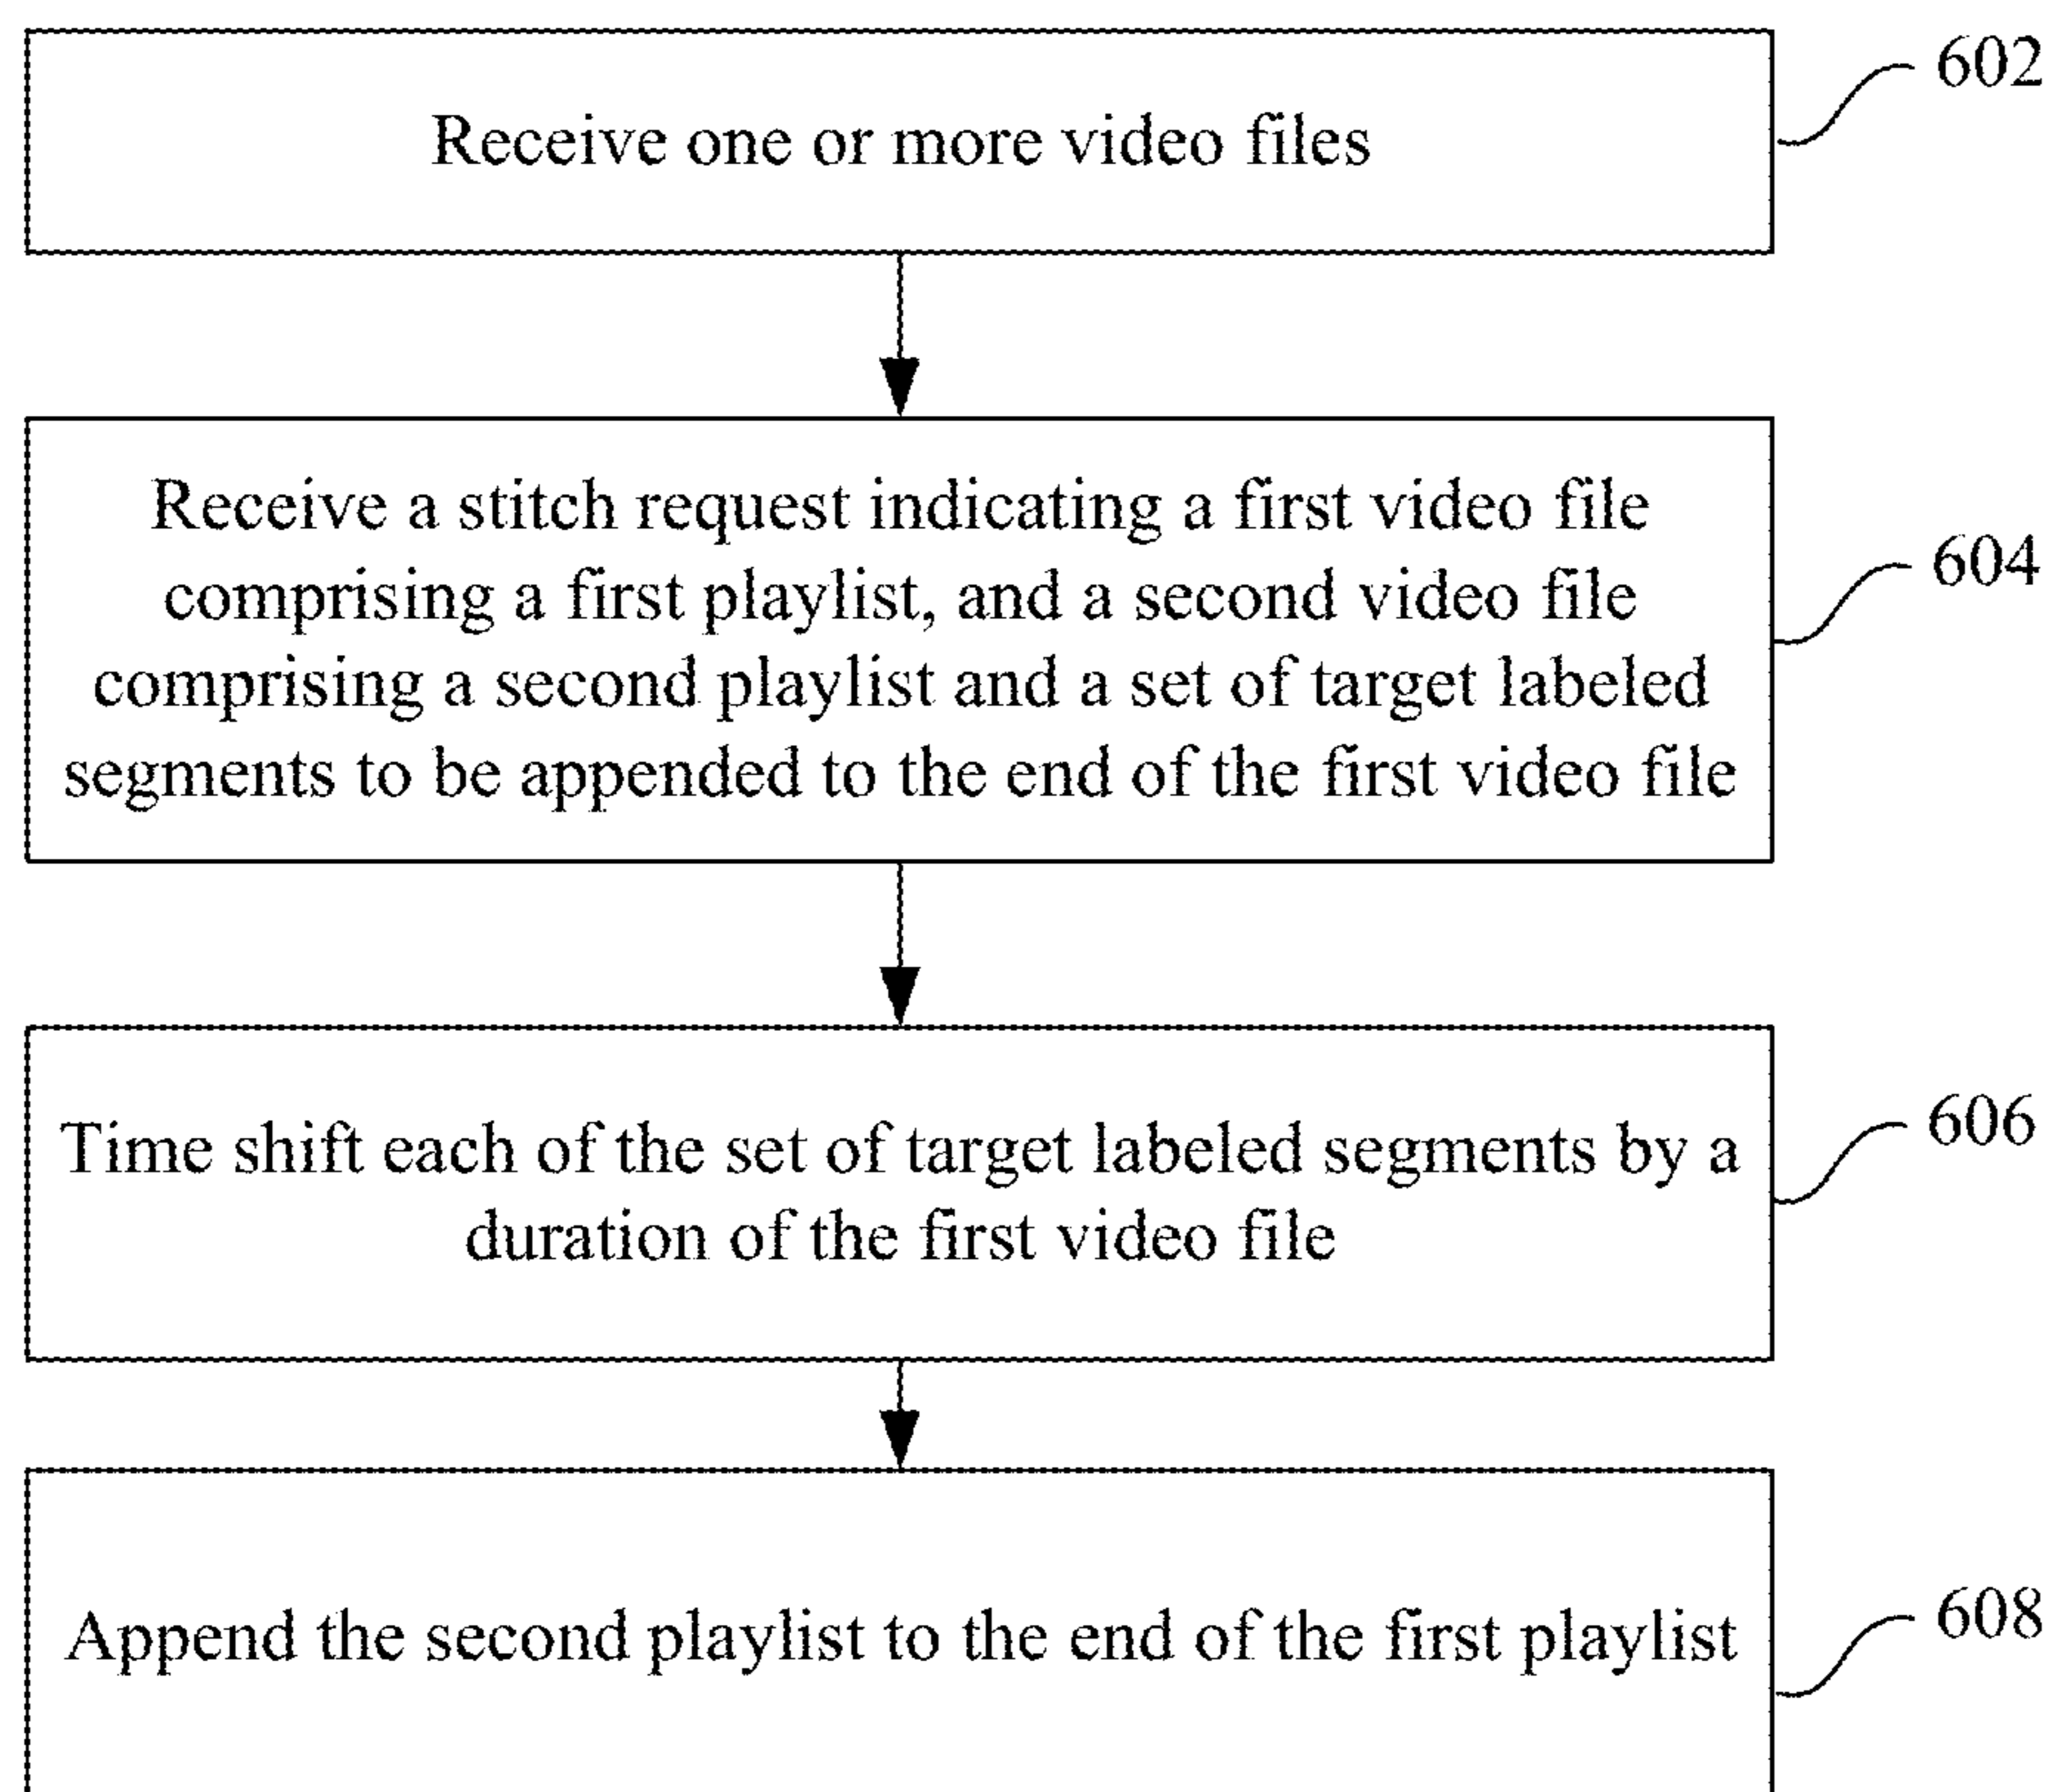 Receive one or more video files
602
Receive a stitch request indicating a first video file
comprising a first playlist, and a second video file
comprising a second playlist and a set of target labeled
segments to be appended to the end of the first video file
604
Time shift each of the set of target labeled segments by a
duration of the first video file
606
Append the second playlist to the end of the first playlist
608